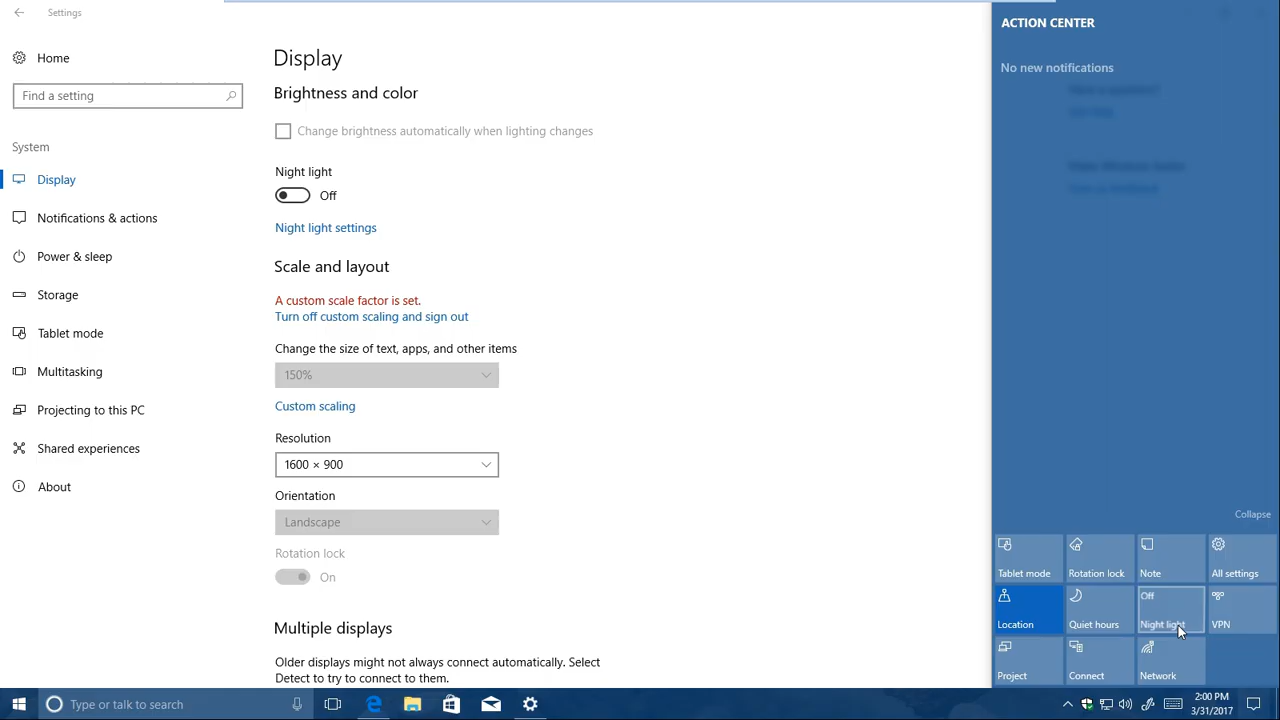 Settings
Home
Find a setting
System
Display
Notifications & actions
Power & sleep
Storage
Tablet mode
Multitasking
Projecting to this PC
Shared experiences
About
Display
Brightness and color
Change brightness automatically when lighting changes
Night light
Off
Night light settings
Scale and layout
A custom scale factor is set.
Turn off custom scaling and sign out
Change the size of text, apps, and other items
150%
Custom scaling
Resolution
1600 × 900
Orientation
Landscape
Rotation lock
On
Multiple displays
Older displays might not always connect automatically. Select
Detect to try to connect to them.
ACTION CENTER
No new notifications
Collapse
Tablet mode
Rotation lock
Note
All settings
Location
Quiet hours
Off
Night light
VPN
Project
Connect
Network
Type or talk to search
2:00 PM
3/31/2017